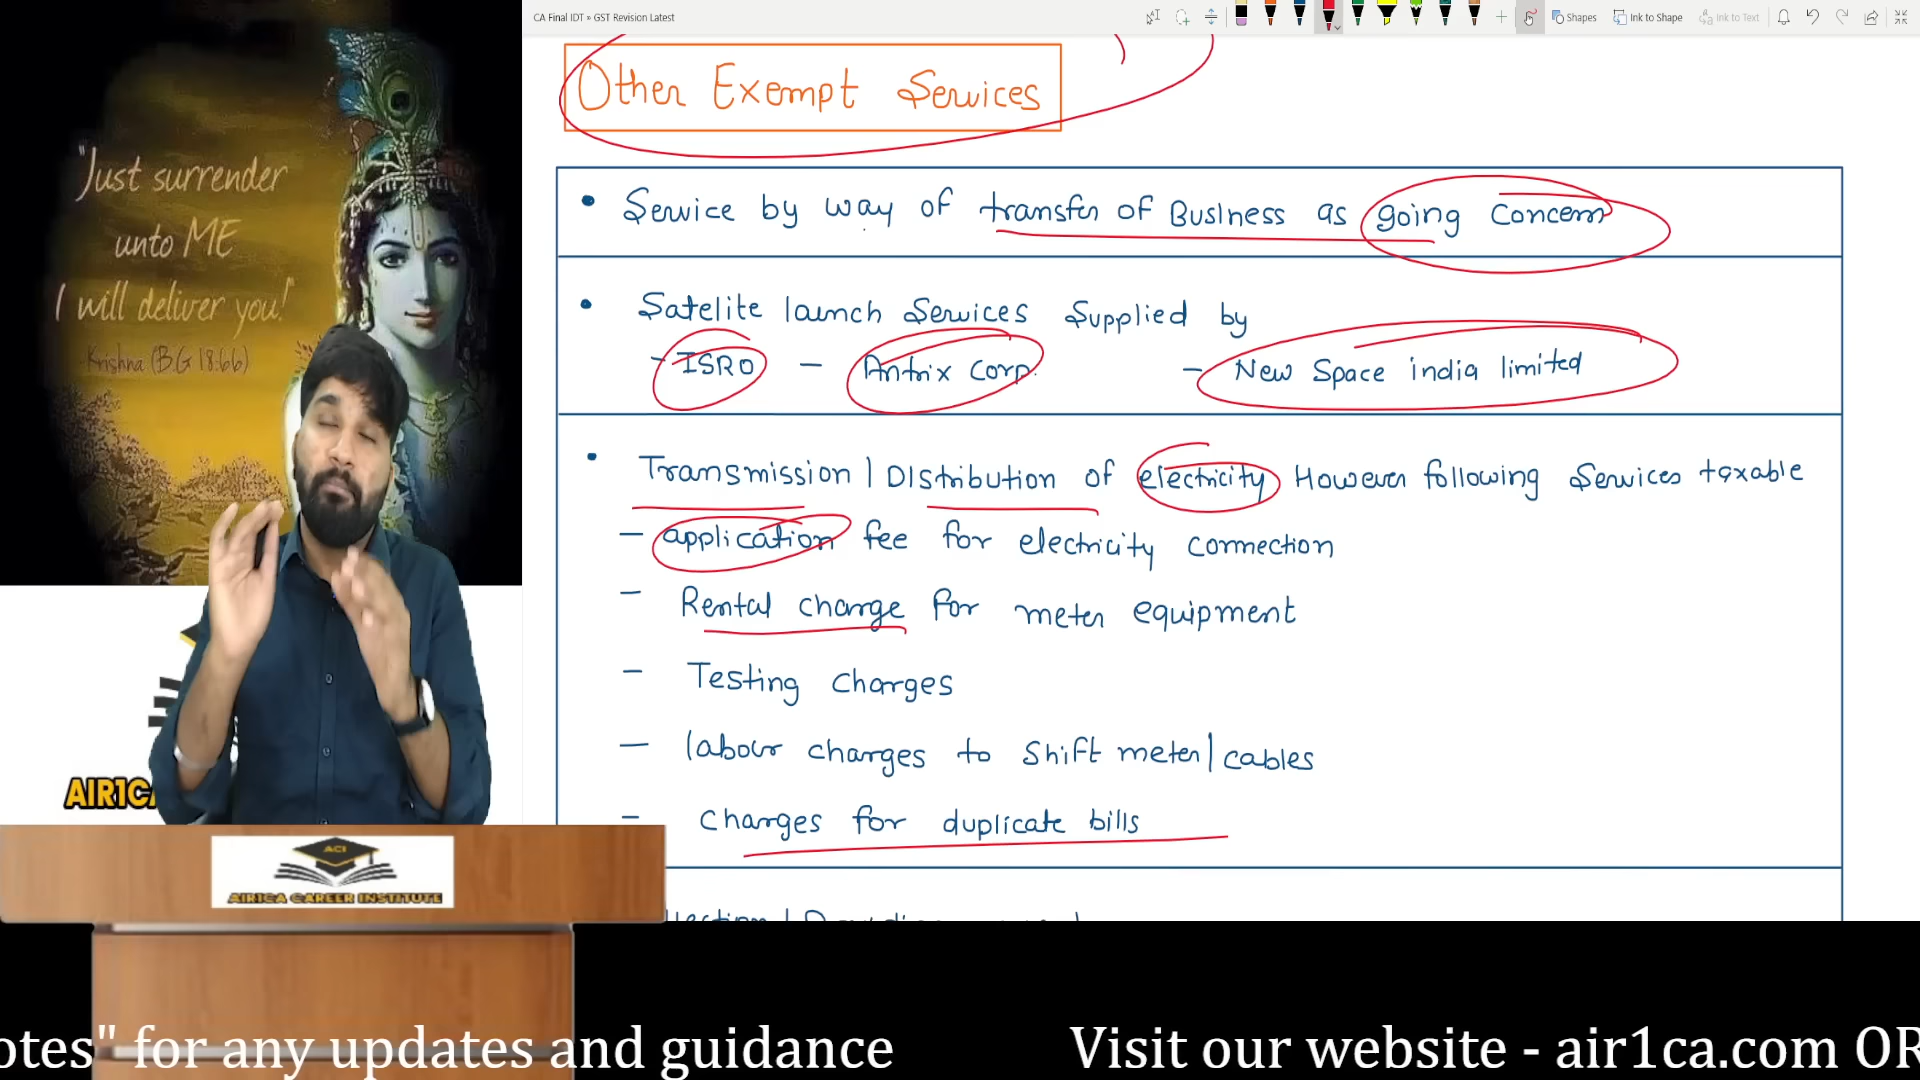 CA Final IDT » GST Revision Latest
Shapes
Ink to Shape
Ink to Text
Other Exempt Services
"Just surrender
unto ME
I will deliver you!"
Krishna (B.G 18:66)
• Service by way of transfer of Business as going Concern
• Satelite launch Services Supplied by
- ISRO - Antrix Corp. - New Space india limited
• Transmission | Distribution of electricity However following Services taxable
- application fee for electricity connection
- Rental charge for meter equipment
- Testing charges
- labour charges to Shift meter | cables
- charges for duplicate bills
AIR1CA
ACI
AIR1CA CAREER INSTITUTE
otes" for any updates and guidance
Visit our website - air1ca.com OR